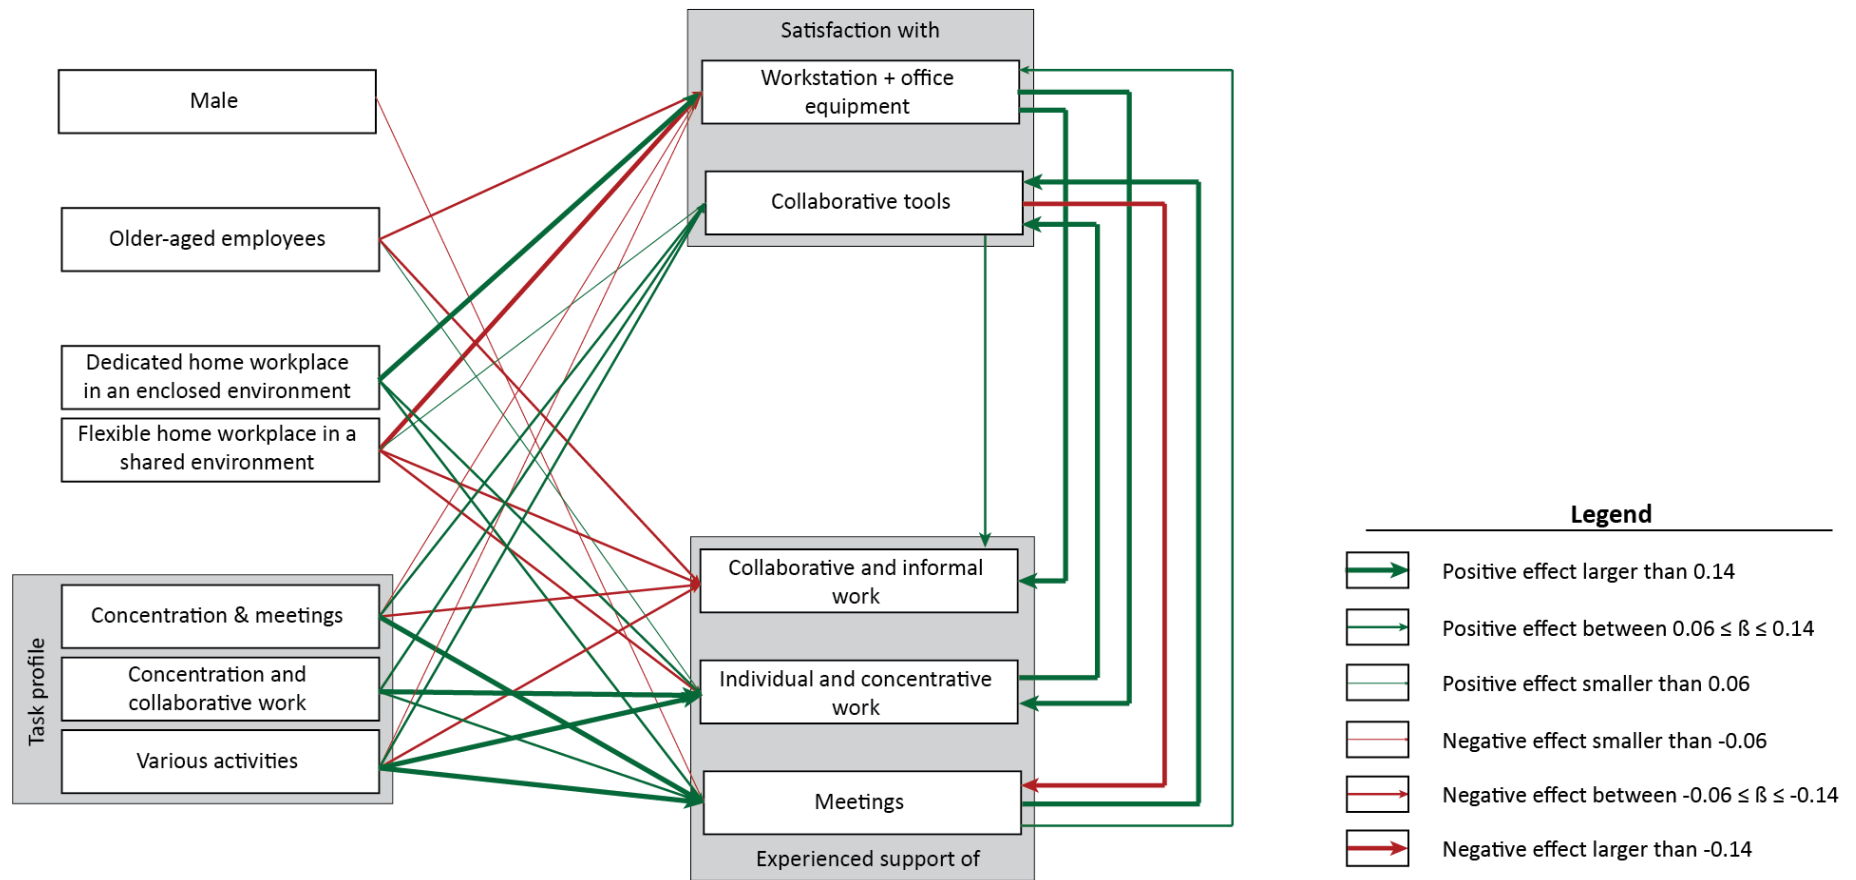 Satisfaction with
Workstation + office
equipment
Collaborative tools
Male
Older-aged employees
Dedicated home workplace
in an enclosed environment
Flexible home workplace in a
shared environment
Task profile
Concentration & meetings
Concentration and
collaborative work
Various activities
Collaborative and informal
work
Individual and concentrative
work
Meetings
Experienced support of
Legend
Positive effect larger than 0.14
Positive effect between 0.06 ≤ ß ≤ 0.14
Positive effect smaller than 0.06
Negative effect smaller than -0.06
Negative effect between -0.06 ≤ ß ≤ -0.14
Negative effect larger than -0.14